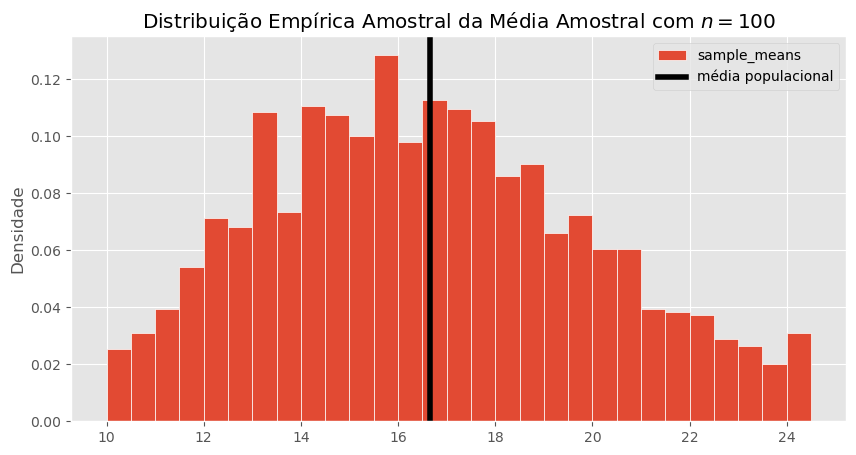 Distribuição Empírica Amostral da Média Amostral com n = 100
sample_means
média populacional
Densidade
0.12
0.10
0.08
0.06
0.04
0.02
0.00
10 12 14 16 18 20 22 24